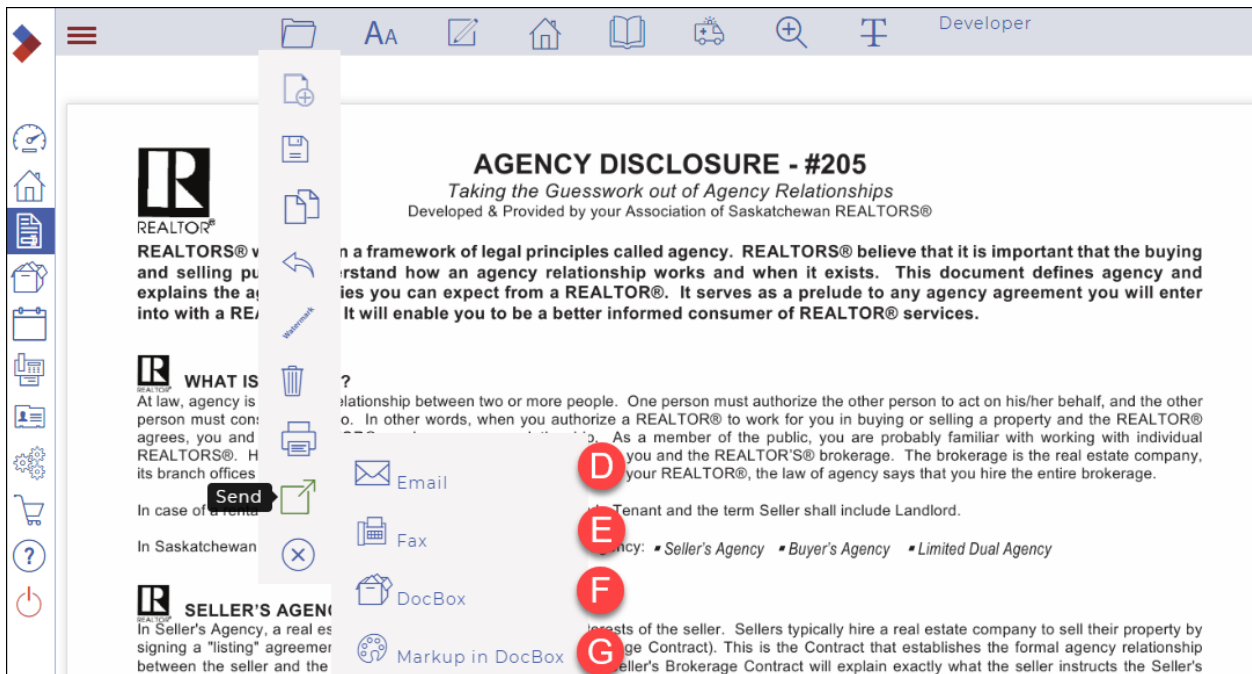 AA
Developer
REALTOR®
AGENCY DISCLOSURE - #205
Taking the Guesswork out of Agency Relationships
Developed & Provided by your Association of Saskatchewan REALTORS®
REALTORS® w n a framework of legal principles called agency. REALTORS® believe that it is important that the buying
and selling pu erstand how an agency relationship works and when it exists. This document defines agency and
explains the ag ies you can expect from a REALTOR®. It serves as a prelude to any agency agreement you will enter
into with a RE It will enable you to be a better informed consumer of REALTOR® services.
Watermark
WHAT IS ?
At law, agency is elationship between two or more people. One person must authorize the other person to act on his/her behalf, and the other
person must cons o. In other words, when you authorize a REALTOR® to work for you in buying or selling a property and the REALTOR®
agrees, you and As a member of the public, you are probably familiar with working with individual
REALTORS®. H you and the REALTOR'S® brokerage. The brokerage is the real estate company,
its branch offices your REALTOR®, the law of agency says that you hire the entire brokerage.
Email D
Send
In case of a renta Tenant and the term Seller shall include Landlord.
Fax E
In Saskatchewan ency: ▪ Seller's Agency ▪ Buyer's Agency ▪ Limited Dual Agency
?
DocBox F
SELLER'S AGEN
In Seller's Agency, a real es erests of the seller. Sellers typically hire a real estate company to sell their property by
signing a "listing" agreemen ge Contract). This is the Contract that establishes the formal agency relationship
Markup in DocBox G
between the seller and the eller's Brokerage Contract will explain exactly what the seller instructs the Seller's